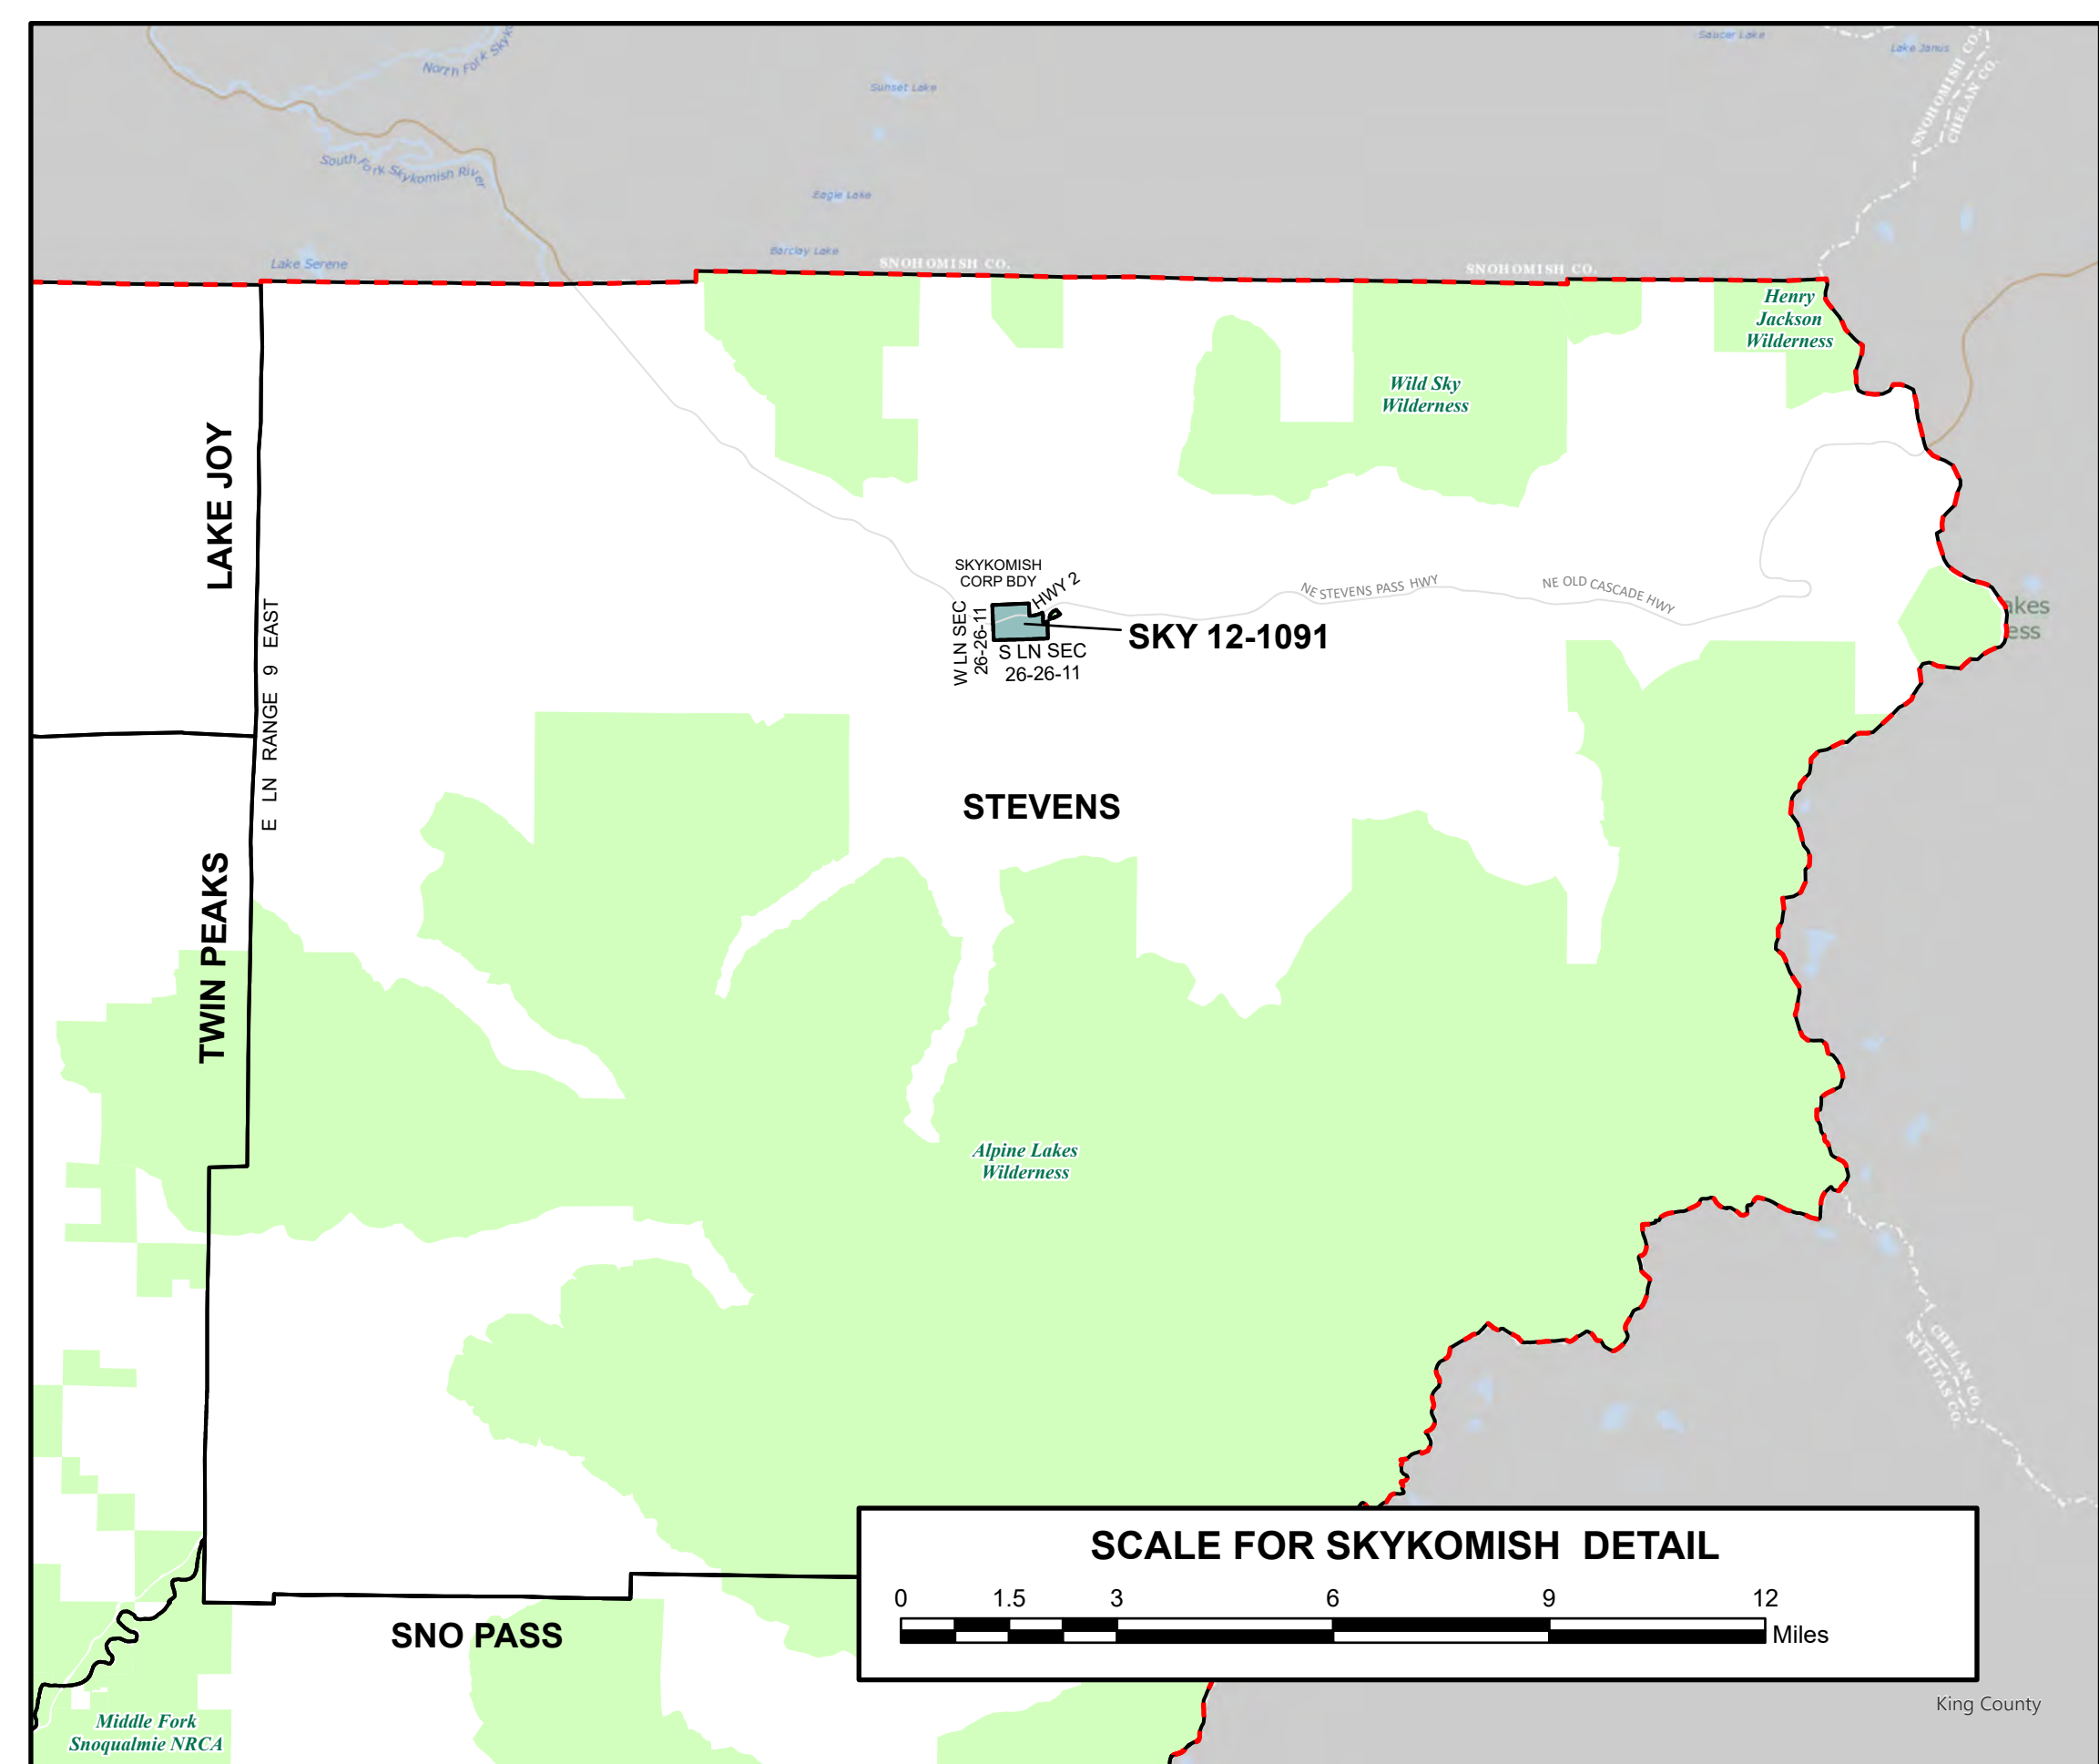 North Fork
Saucer Lake
Lake Janus
SNOHOMISH CO.
CHELAN CO.
Sunset Lake
South Fork Skykomish River
Eagle Lake
Barclay Lake
Lake Serene
SNOHOMISH CO.
SNOHOMISH CO.
Henry
Jackson
Wilderness
Wild Sky
Wilderness
LAKE JOY
E LN RANGE 9 EAST
SKYKOMISH
CORP BDY
HWY 2
W LN SEC
26-26-11
S LN SEC
26-26-11
SKY 12-1091
NE STEVENS PASS HWY
NE OLD CASCADE HWY
akes
ess
STEVENS
TWIN PEAKS
Alpine Lakes
Wilderness
CHELAN CO.
KITTITAS CO.
SCALE FOR SKYKOMISH DETAIL
0 1.5 3 6 9 12
Miles
SNO PASS
King County
Middle Fork
Snoqualmie NRCA